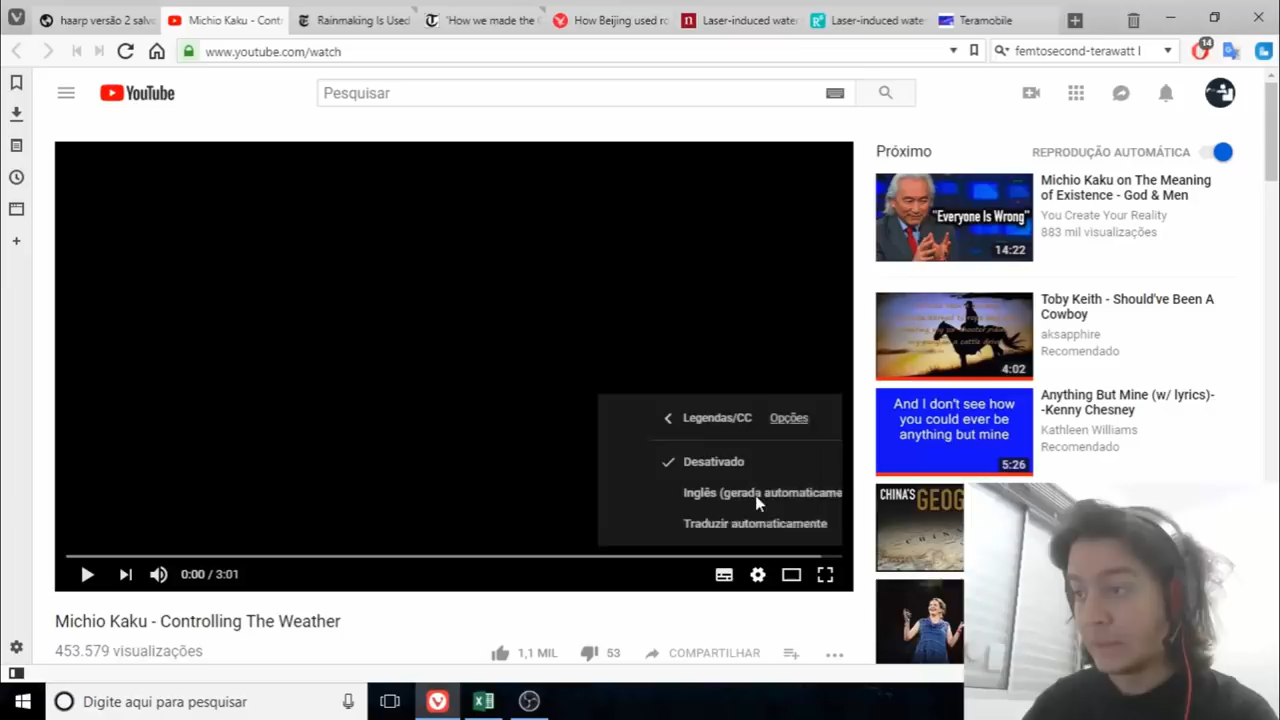 haarp versão 2 salvo
Michio Kaku - Contr
Rainmaking Is Used
"How we made the C
How Beijing used ro
Laser-induced wate
Laser-induced wate
Teramobile
www.youtube.com/watch
femtosecond-terawatt l
14
YouTube
Pesquisar
Próximo
REPRODUÇÃO AUTOMÁTICA
"Everyone Is Wrong"
14:22
Michio Kaku on The Meaning
of Existence - God & Men
You Create Your Reality
883 mil visualizações
4:02
Toby Keith - Should've Been A
Cowboy
aksapphire
Recomendado
And I don't see how
you could ever be
anything but mine
5:26
Anything But Mine (w/ lyrics)-
-Kenny Chesney
Kathleen Williams
Recomendado
CHINA'S
GEOG
Legendas/CC
Opções
Desativado
Inglês (gerada automaticame
Traduzir automaticamente
0:00 / 3:01
Michio Kaku - Controlling The Weather
453.579 visualizações
1,1 MIL
53
COMPARTILHAR
Digite aqui para pesquisar